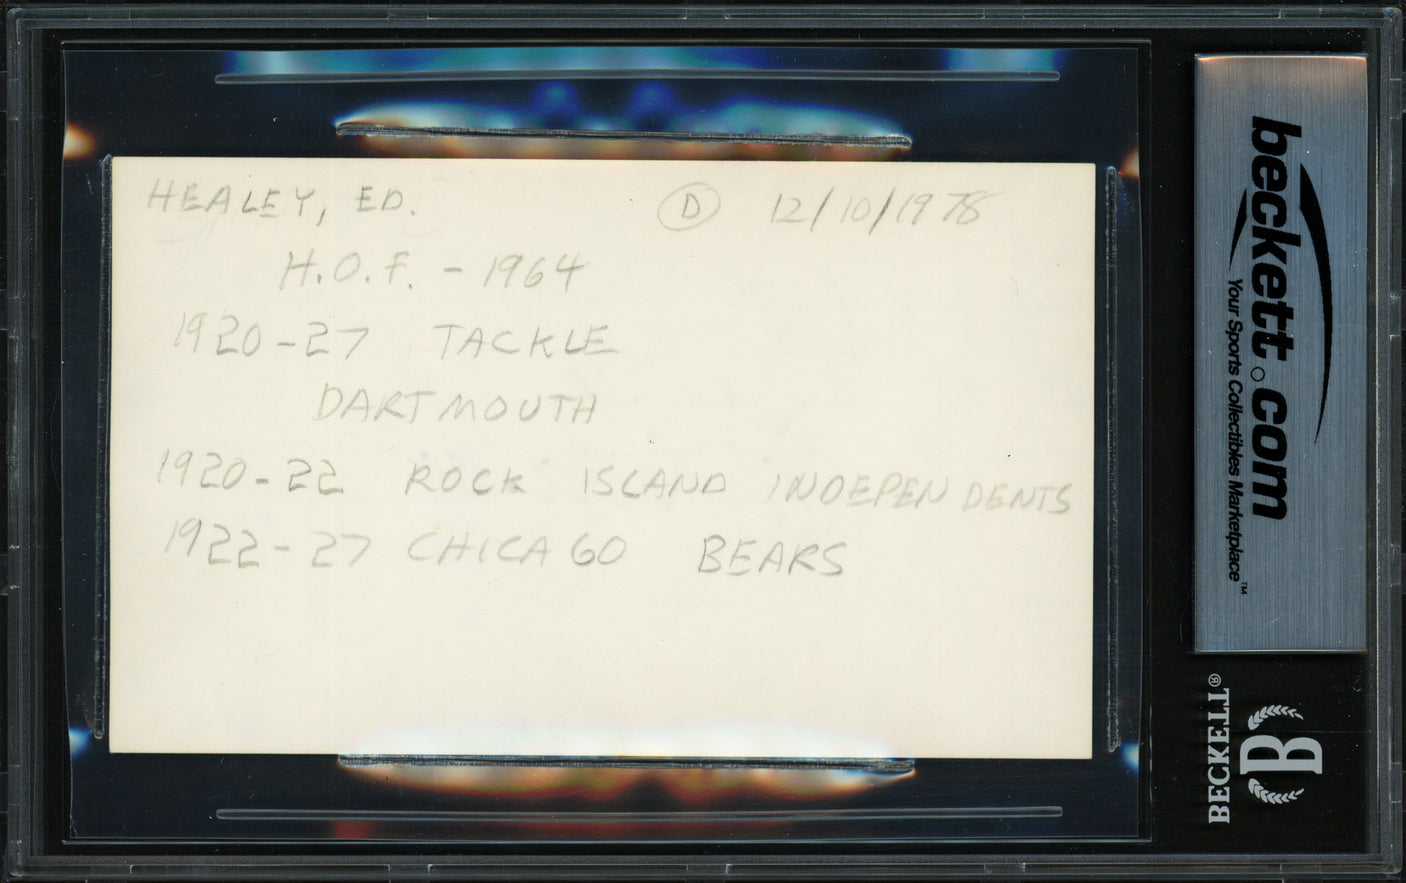 HEALEY, ED. D 12/10/1978
H.O.F. - 1964
1920-27 TACKLE
DARTMOUTH
1920-22 ROCK ISLAND INDEPENDENTS
1922-27 CHICAGO BEARS
beckett.com
Your Sports Collectibles Marketplace™
BECKETT®
B